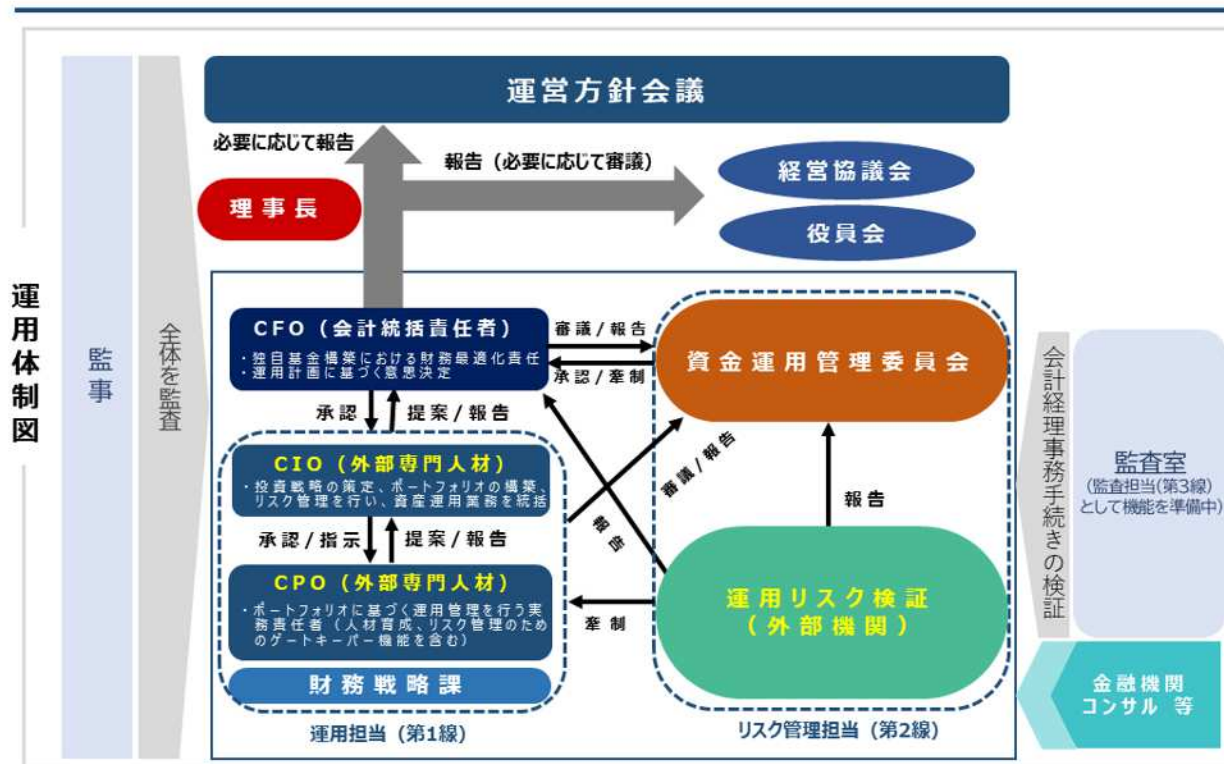 運営方針会議
必要に応じて報告
報告（必要に応じて審議）
理事長
経営協議会
役員会
運用体制図
監事
全体を監査
CFO（会計統括責任者）
・独自基金構築における財務最適化責任
・運用計画に基づく意思決定
審議/報告
承認/牽制
資金運用管理委員会
承認
提案/報告
CIO（外部専門人材）
・投資戦略の策定、ポートフォリオの構築、
リスク管理を行い、資産運用業務を統括
審議/報告
報告
報告
承認/指示
提案/報告
CPO（外部専門人材）
・ポートフォリオに基づく運用管理を行う実
務責任者（人材育成、リスク管理のため
のゲートキーパー機能を含む）
牽制
運用リスク検証
（外部機関）
財務戦略課
運用担当（第1線）
リスク管理担当（第2線）
会計経理事務手続きの検証
監査室
（監査担当(第3線)
として機能を準備中）
金融機関
コンサル 等